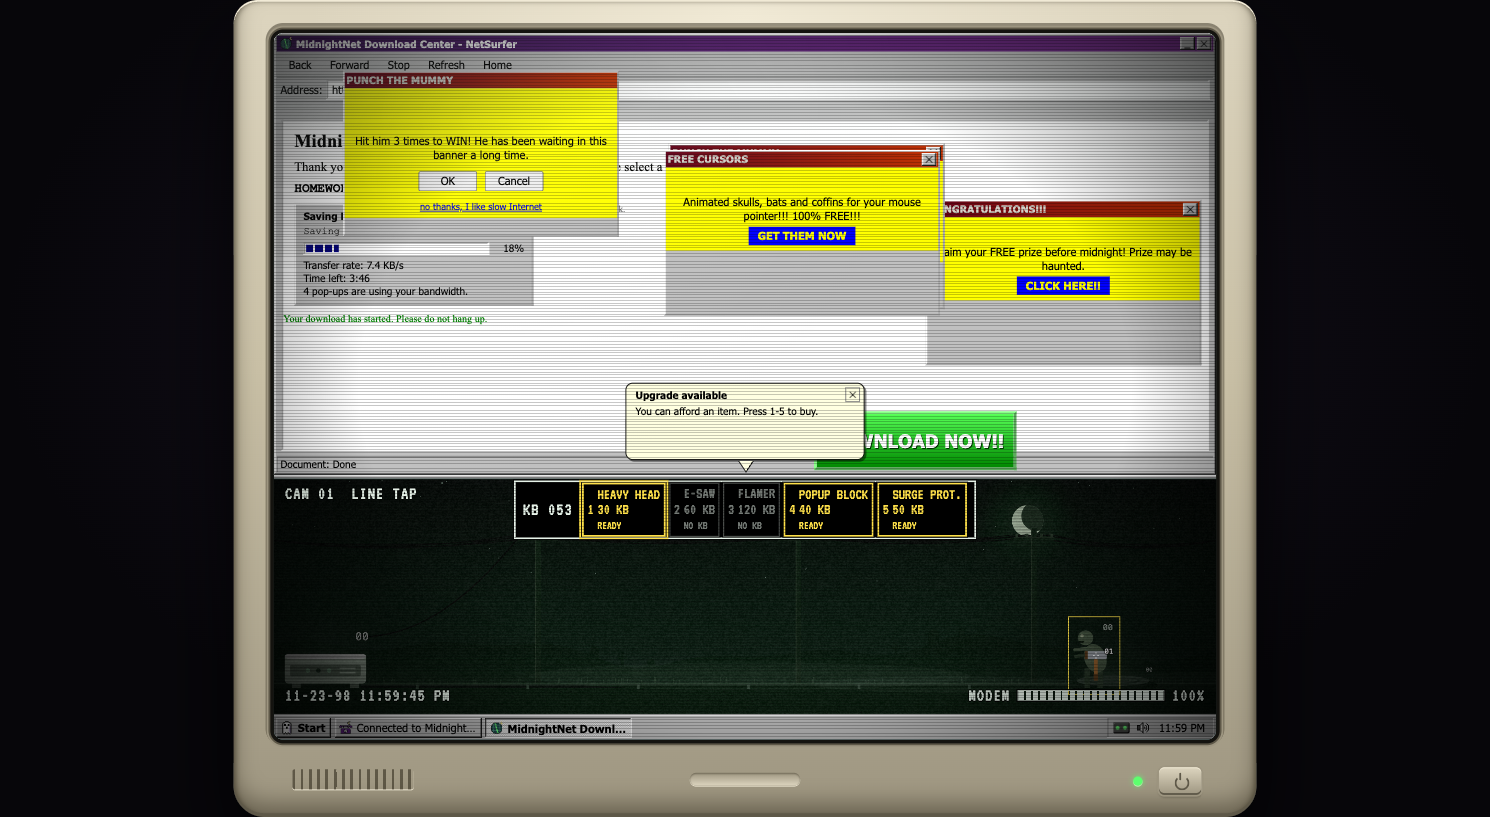 MidnightNet Download Center - NetSurfer
Back Forward Stop Refresh Home
Address:
PUNCH THE MUMMY
Hit him 3 times to WIN! He has been waiting in this
banner a long time.
OK Cancel
no thanks, I like slow Internet
Thank
select a
Saving
Saving
18%
Transfer rate: 7.4 KB/s
Time left: 3:46
4 pop-ups are using your bandwidth.
Your download has started. Please do not hang up.
FREE CURSORS
Animated skulls, bats and coffins for your mouse
pointer!!! 100% FREE!!!
GET THEM NOW
NGRATULATIONS!!!
aim your FREE prize before midnight! Prize may be
haunted.
CLICK HERE!!
Upgrade available
You can afford an item. Press 1-5 to buy.
WNLOAD NOW!!
Document: Done
CAM 01 LINE TAP
KB 053
HEAVY HEAD
1 30 KB
READY
E-SAW
2 60 KB
NO KB
FLAMER
3 120 KB
NO KB
POPUP BLOCK
4 40 KB
READY
SURGE PROT.
5 50 KB
READY
00
00
01
11-23-98 11:59:45 PM
MODEM 100%
Start
Connected to Midnight...
MidnightNet Downl...
11:59 PM